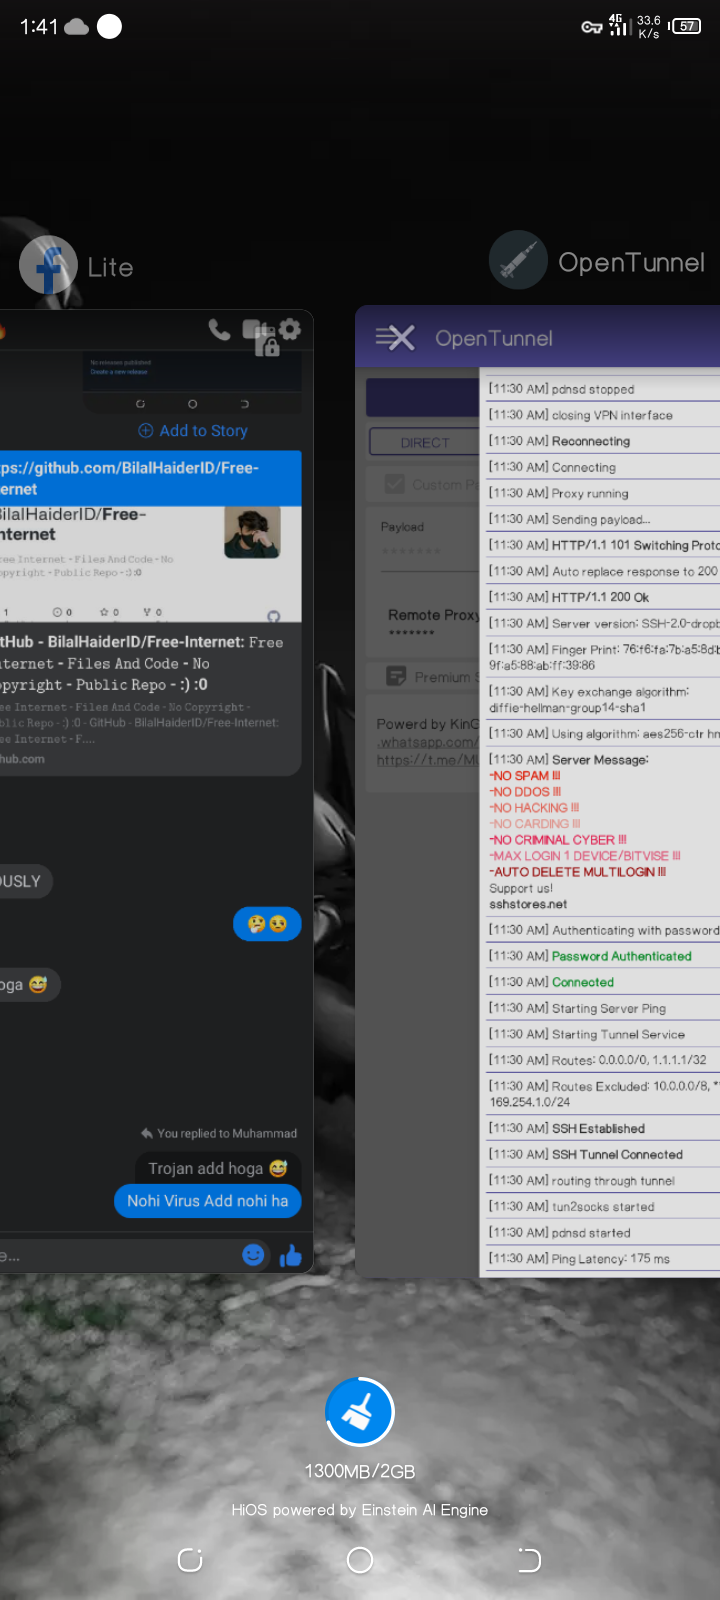 1:41
4G
33.6
K/s
57
Lite
OpenTunnel
No releases published
Create a new release
Add to Story
tps://github.com/BilalHaiderID/Free-
ernet
BilalHaiderID/Free-
nternet
ree Internet - Files And Code - No
opyright - Public Repo - :) :0
1
0
0
0
tHub - BilalHaiderID/Free-Internet: Free
nternet - Files And Code - No
opyright - Public Repo - :) :0
ee Internet - Files And Code - No Copyright -
blic Repo - :) :0 - GitHub - BilalHaiderID/Free-Internet:
ee Internet - F....
hub.com
OUSLY
🤔😒
oga 😅
You replied to Muhammad
Trojan add hoga 😅
Nohi Virus Add nohi ha
e...
OpenTunnel
DIRECT
Custom Pa
Payload
*******
Remote Proxy
*******
Premium S
Powerd by KinG
.whatsapp.com/
https://t.me/MU
[11:30 AM] pdnsd stopped
[11:30 AM] closing VPN interface
[11:30 AM] Reconnecting
[11:30 AM] Connecting
[11:30 AM] Proxy running
[11:30 AM] Sending payload...
[11:30 AM] HTTP/1.1 101 Switching Proto
[11:30 AM] Auto replace response to 200
[11:30 AM] HTTP/1.1 200 Ok
[11:30 AM] Server version: SSH-2.0-dropb
[11:30 AM] Finger Print: 76:f6:fa:7b:a5:8d:b
9f:a5:88:ab:ff:39:86
[11:30 AM] Key exchange algorithm:
diffie-hellman-group14-sha1
[11:30 AM] Using algorithm: aes256-ctr hm
[11:30 AM] Server Message:
-NO SPAM !!!
-NO DDOS !!!
-NO HACKING !!!
-NO CARDING !!!
-NO CRIMINAL CYBER !!!
-MAX LOGIN 1 DEVICE/BITVISE !!!
-AUTO DELETE MULTILOGIN !!!
Support us!
sshstores.net
[11:30 AM] Authenticating with password
[11:30 AM] Password Authenticated
[11:30 AM] Connected
[11:30 AM] Starting Server Ping
[11:30 AM] Starting Tunnel Service
[11:30 AM] Routes: 0.0.0.0/0, 1.1.1.1/32
[11:30 AM] Routes Excluded: 10.0.0.0/8, *
169.254.1.0/24
[11:30 AM] SSH Established
[11:30 AM] SSH Tunnel Connected
[11:30 AM] routing through tunnel
[11:30 AM] tun2socks started
[11:30 AM] pdnsd started
[11:30 AM] Ping Latency: 175 ms
1300MB/2GB
HiOS powered by Einstein AI Engine